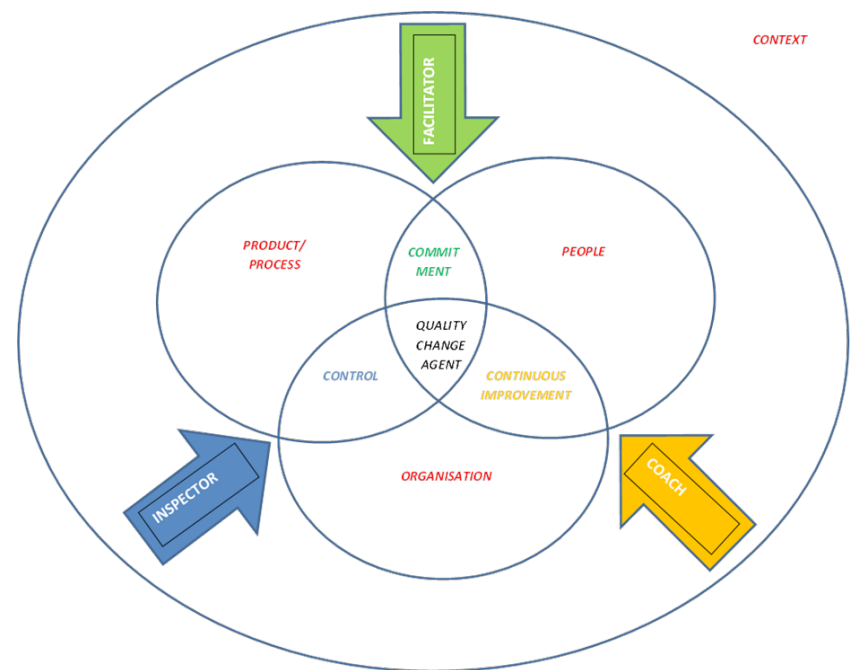 CONTEXT
FACILITATOR
PRODUCT/
PROCESS
COMMIT
MENT
PEOPLE
QUALITY
CHANGE
AGENT
CONTROL
CONTINUOUS
IMPROVEMENT
ORGANISATION
INSPECTOR
COACH